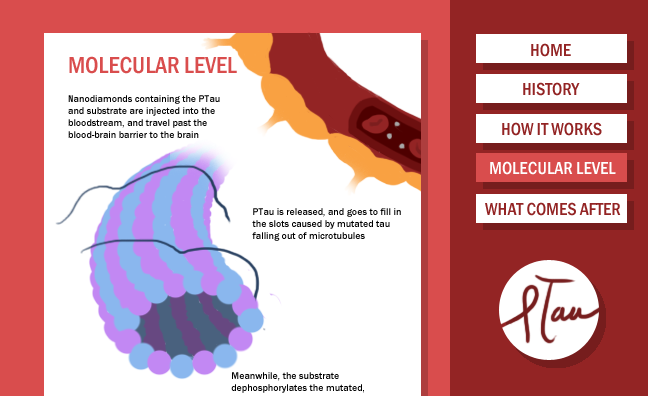 MOLECULAR LEVEL
Nanodiamonds containing the PTau
and substrate are injected into the
bloodstream, and travel past the
blood-brain barrier to the brain
PTau is released, and goes to fill in
the slots caused by mutated tau
falling out of microtubules
Meanwhile, the substrate
dephosphorylates the mutated,
HOME
HISTORY
HOW IT WORKS
MOLECULAR LEVEL
WHAT COMES AFTER
PTau